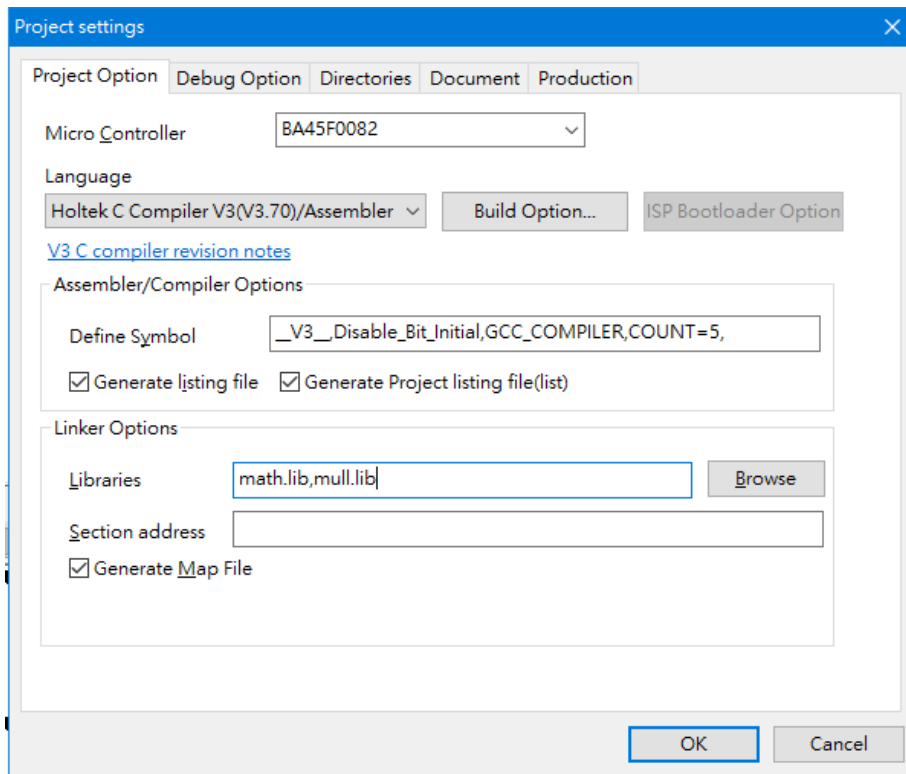 Project settings
Project Option Debug Option Directories Document Production
Micro Controller BA45F0082
Language
Holtek C Compiler V3(V3.70)/Assembler Build Option... ISP Bootloader Option
V3 C compiler revision notes
Assembler/Compiler Options
Define Symbol __V3__,Disable_Bit_Initial,GCC_COMPILER,COUNT=5,
Generate listing file Generate Project listing file(list)
Linker Options
Libraries math.lib,mull.lib Browse
Section address
Generate Map File
OK Cancel